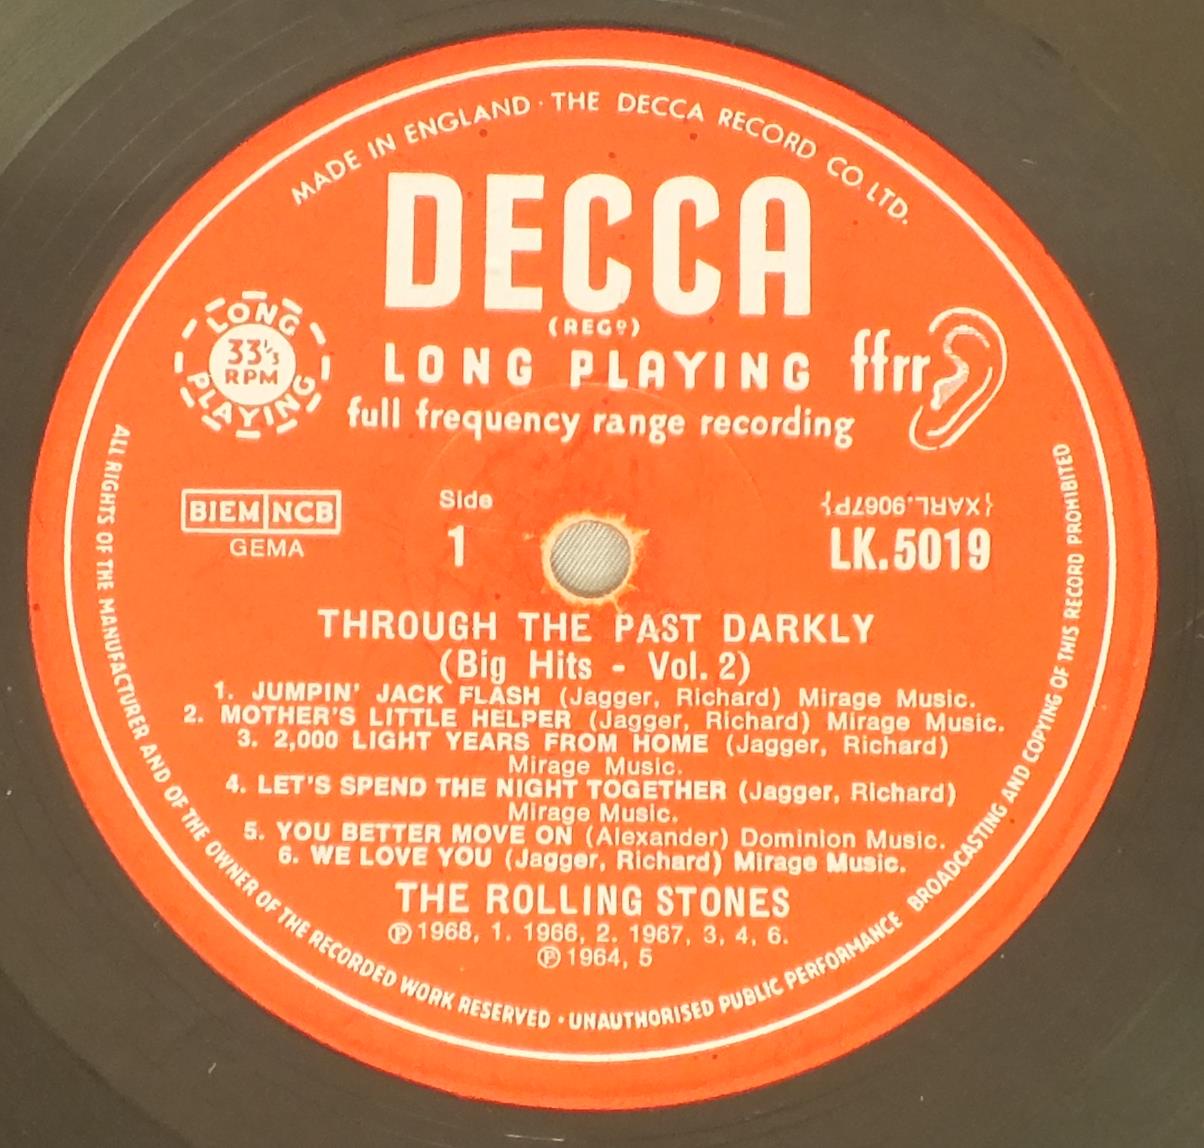 MADE IN ENGLAND · THE DECCA RECORD CO. LTD.
DECCA
(REGD)
LONG PLAYING
33⅓
RPM
LONG PLAYING
ffrr
full frequency range recording
BIEM NCB
GEMA
Side
1
{XARL.9067P}
LK.5019
THROUGH THE PAST DARKLY
(Big Hits - Vol. 2)
1. JUMPIN' JACK FLASH (Jagger, Richard) Mirage Music.
2. MOTHER'S LITTLE HELPER (Jagger, Richard) Mirage Music.
3. 2,000 LIGHT YEARS FROM HOME (Jagger, Richard)
Mirage Music.
4. LET'S SPEND THE NIGHT TOGETHER (Jagger, Richard)
Mirage Music.
5. YOU BETTER MOVE ON (Alexander) Dominion Music.
6. WE LOVE YOU (Jagger, Richard) Mirage Music.
THE ROLLING STONES
℗ 1968, 1. 1966, 2. 1967, 3, 4, 6.
℗ 1964, 5
ALL RIGHTS OF THE MANUFACTURER AND OF THE OWNER OF THE RECORDED WORK RESERVED · UNAUTHORISED PUBLIC PERFORMANCE BROADCASTING AND COPYING OF THIS RECORD PROHIBITED